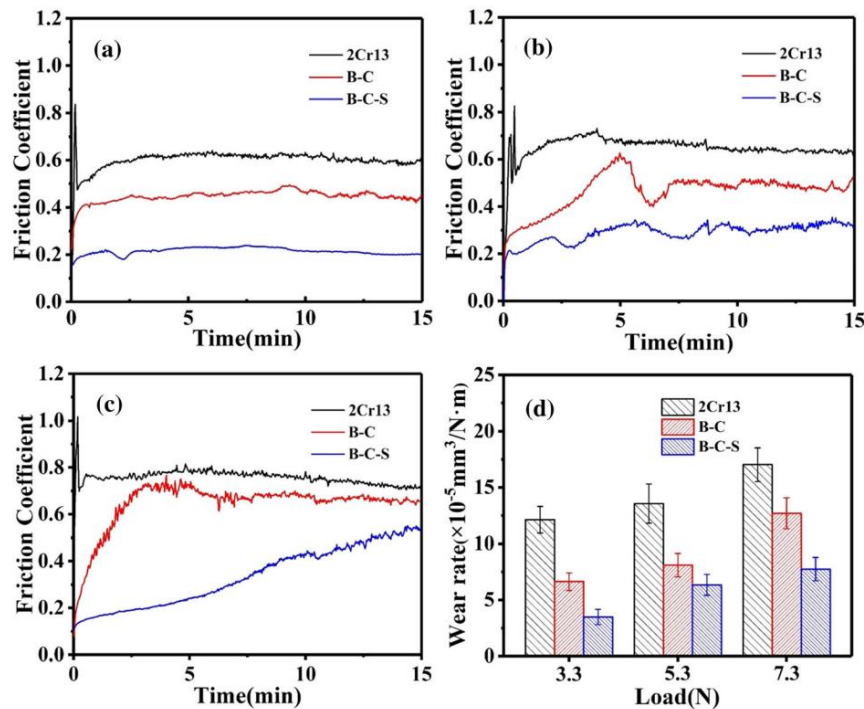 (a)
2Cr13
B-C
B-C-S
Friction Coefficient
1.2
1.0
0.8
0.6
0.4
0.2
0.0
0 5 10 15
Time(min)
(b)
2Cr13
B-C
B-C-S
Friction Coefficient
1.2
1.0
0.8
0.6
0.4
0.2
0.0
0 5 10 15
Time(min)
(c)
2Cr13
B-C
B-C-S
Friction Coefficient
1.2
1.0
0.8
0.6
0.4
0.2
0.0
0 5 10 15
Time(min)
(d)
2Cr13
B-C
B-C-S
Wear rate(×10⁻⁵mm³/N·m)
25
20
15
10
5
0
3.3 5.3 7.3
Load(N)